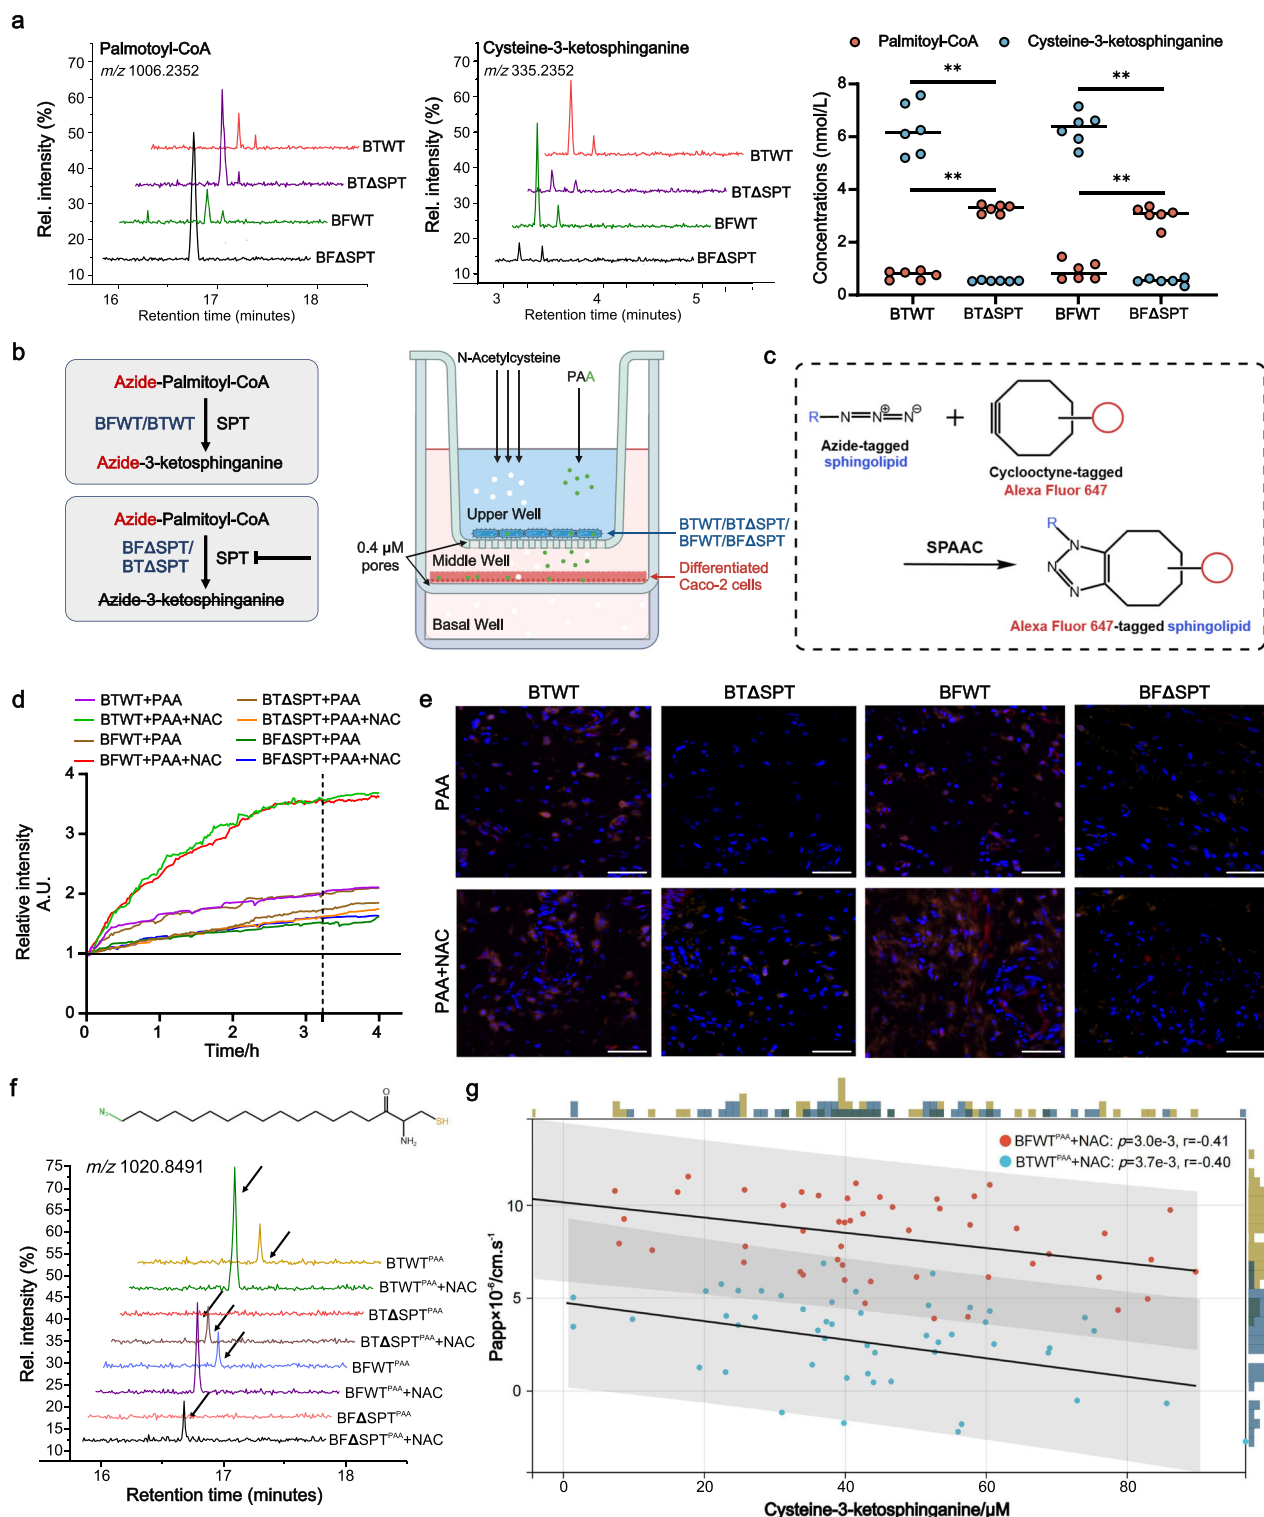 a
Palmotoyl-CoA
m/z 1006.2352
Rel. intensity (%)
70
60
50
40
30
20
10
BTWT
BTΔSPT
BFWT
BFΔSPT
16
17
18
Retention time (minutes)
Cysteine-3-ketosphinganine
m/z 335.2352
Rel. intensity (%)
70
60
50
40
30
20
10
BTWT
BTΔSPT
BFWT
BFΔSPT
3
4
5
Retention time (minutes)
Palmitoyl-CoA
Cysteine-3-ketosphinganine
Concentrations (nmol/L)
8
6
4
2
0
**
**
**
**
BTWT
BTΔSPT
BFWT
BFΔSPT
b
Azide-Palmitoyl-CoA
BFWT/BTWT
SPT
Azide-3-ketosphinganine
Azide-Palmitoyl-CoA
BFΔSPT/
BTΔSPT
SPT
Azide-3-ketosphinganine
N-Acetylcysteine
PAA
Upper Well
0.4 µM
pores
Middle Well
Basal Well
BTWT/BTΔSPT/
BFWT/BFΔSPT
Differentiated
Caco-2 cells
c
R—N=N=N
⊕
⊖
+
Azide-tagged
sphingolipid
Cyclooctyne-tagged
Alexa Fluor 647
SPAAC
R
N
N
N
Alexa Fluor 647-tagged sphingolipid
d
BTWT+PAA
BTWT+PAA+NAC
BFWT+PAA
BFWT+PAA+NAC
BTΔSPT+PAA
BTΔSPT+PAA+NAC
BFΔSPT+PAA
BFΔSPT+PAA+NAC
Relative intensity
A.U.
4
3
2
1
0
0
1
2
3
4
Time/h
e
BTWT
BTΔSPT
BFWT
BFΔSPT
PAA
PAA+NAC
f
N₃
O
SH
NH₂
m/z 1020.8491
Rel. intensity (%)
75
65
60
55
50
45
40
35
30
25
20
15
10
BTWTᴾᴬᴬ
BTWTᴾᴬᴬ+NAC
BTΔSPTᴾᴬᴬ
BTΔSPTᴾᴬᴬ+NAC
BFWTᴾᴬᴬ
BFWTᴾᴬᴬ+NAC
BFΔSPTᴾᴬᴬ
BFΔSPTᴾᴬᴬ+NAC
16
17
18
Retention time (minutes)
g
BFWTᴾᴬᴬ+NAC: p=3.0e-3, r=-0.41
BTWTᴾᴬᴬ+NAC: p=3.7e-3, r=-0.40
Papp×10⁻⁶/cm.s⁻¹
10
5
0
0
20
40
60
80
Cysteine-3-ketosphinganine/µM